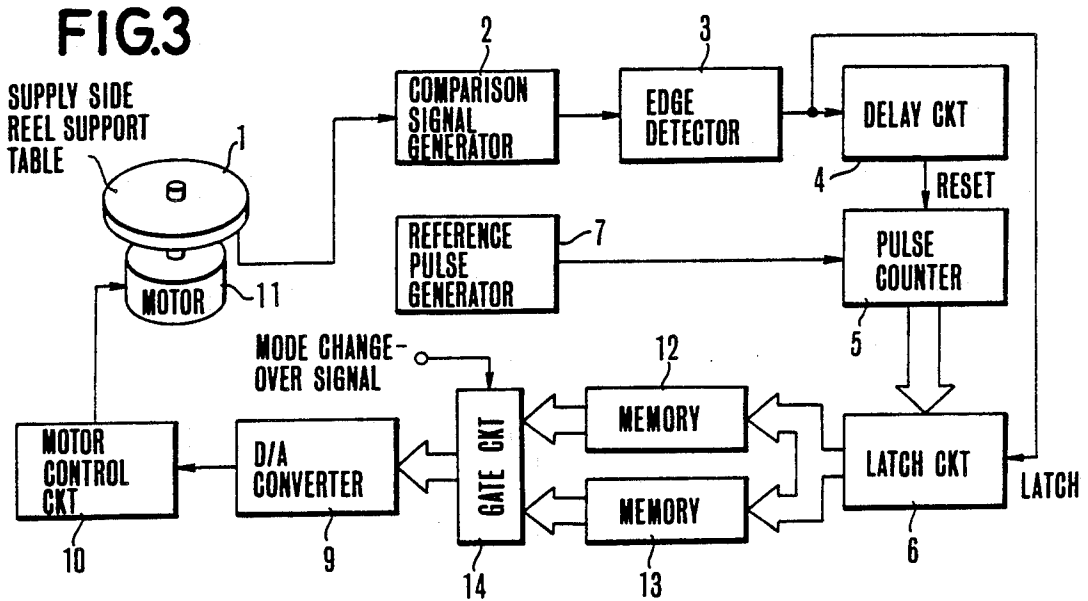 FIG.3
SUPPLY SIDE
REEL SUPPORT
TABLE
1
MOTOR
11
2
COMPARISON
SIGNAL
GENERATOR
3
EDGE
DETECTOR
DELAY CKT
4
RESET
REFERENCE
PULSE
GENERATOR
7
PULSE
COUNTER
5
MODE CHANGE-
OVER SIGNAL
12
MEMORY
MEMORY
13
GATE CKT
14
LATCH CKT
6
LATCH
D/A
CONVERTER
9
MOTOR
CONTROL
CKT
10